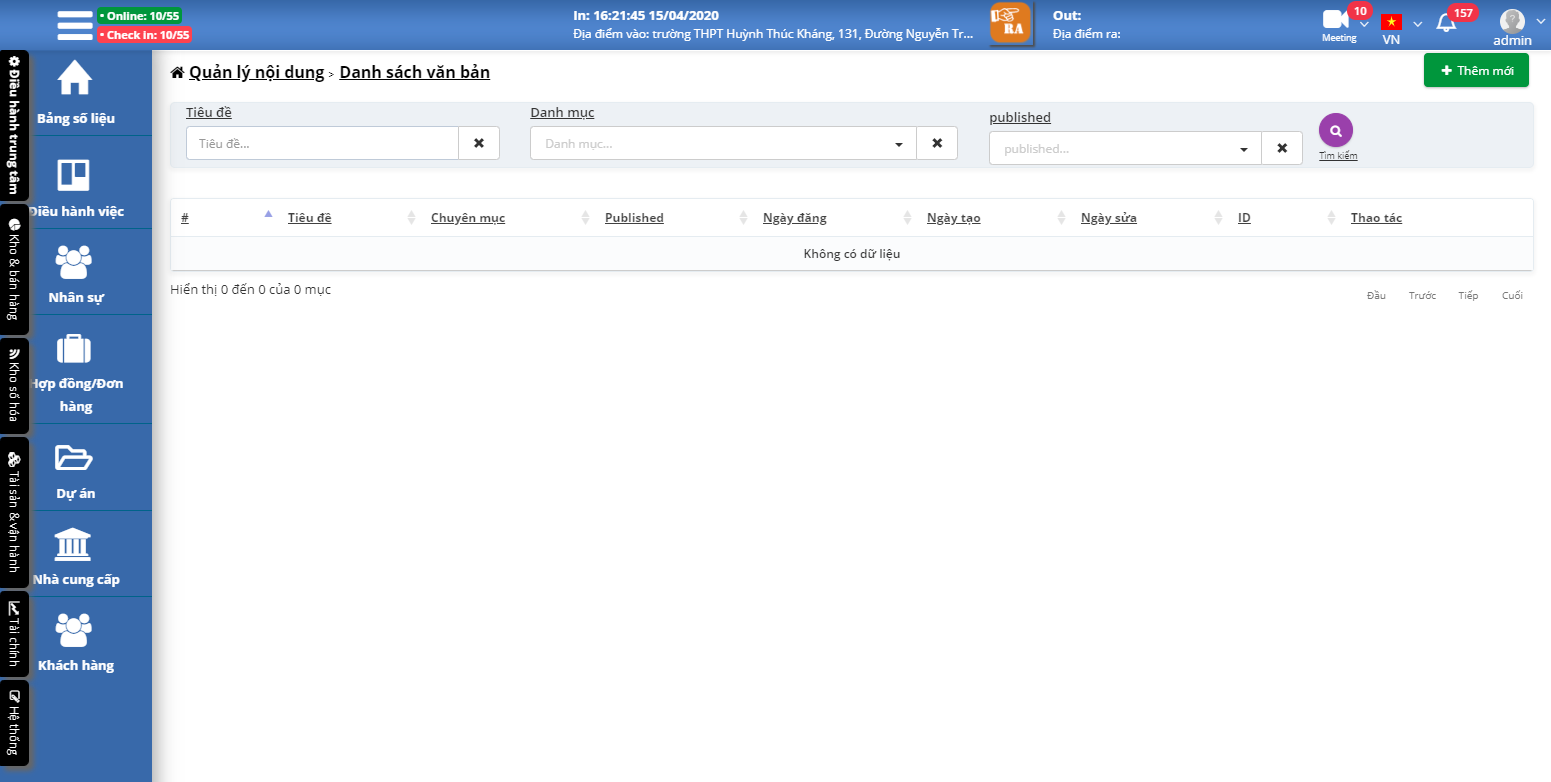 • Online: 10/55
• Check in: 10/55
In: 16:21:45 15/04/2020
Địa điểm vào: trường THPT Huỳnh Thúc Kháng, 131, Đường Nguyễn Tr...
RA
Out:
Địa điểm ra:
10
Meeting
VN
157
admin
Điều hành trung tâm
Kho & bán hàng
Kho số hóa
Tài sản & vận hành
Tài chính
Hệ thống
Bảng số liệu
Điều hành việc
Nhân sự
Hợp đồng/Đơn
hàng
Dự án
Nhà cung cấp
Khách hàng
Quản lý nội dung > Danh sách văn bản
+ Thêm mới
Tiêu đề
Danh mục
published
Tiêu đề...
Danh mục...
published...
Tìm kiếm
# Tiêu đề Chuyên mục Published Ngày đăng Ngày tạo Ngày sửa ID Thao tác
Không có dữ liệu
Hiển thị 0 đến 0 của 0 mục
Đầu Trước Tiếp Cuối